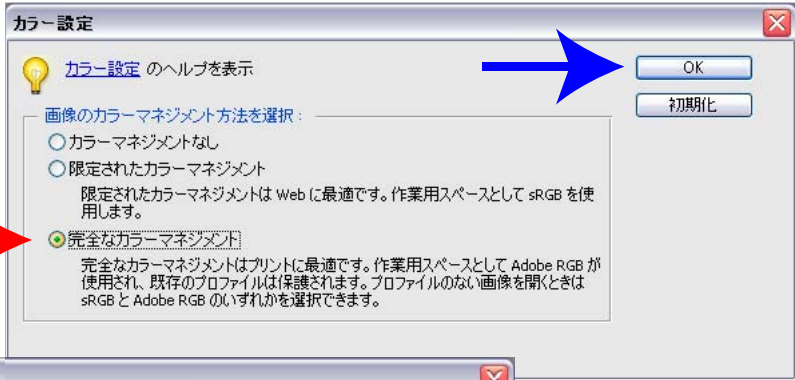 カラー設定
カラー設定 のヘルプを表示
OK
初期化
画像のカラーマネジメント方法を選択：
カラーマネジメントなし
限定されたカラーマネジメント
限定されたカラーマネジメントは Web に最適です。作業用スペースとして sRGB を使
用します。
完全なカラーマネジメント
完全なカラーマネジメントはプリントに最適です。作業用スペースとして Adobe RGB が
使用され、既存のプロファイルは保護されます。プロファイルのない画像を開くときは
sRGB と Adobe RGB のいずれかを選択できます。